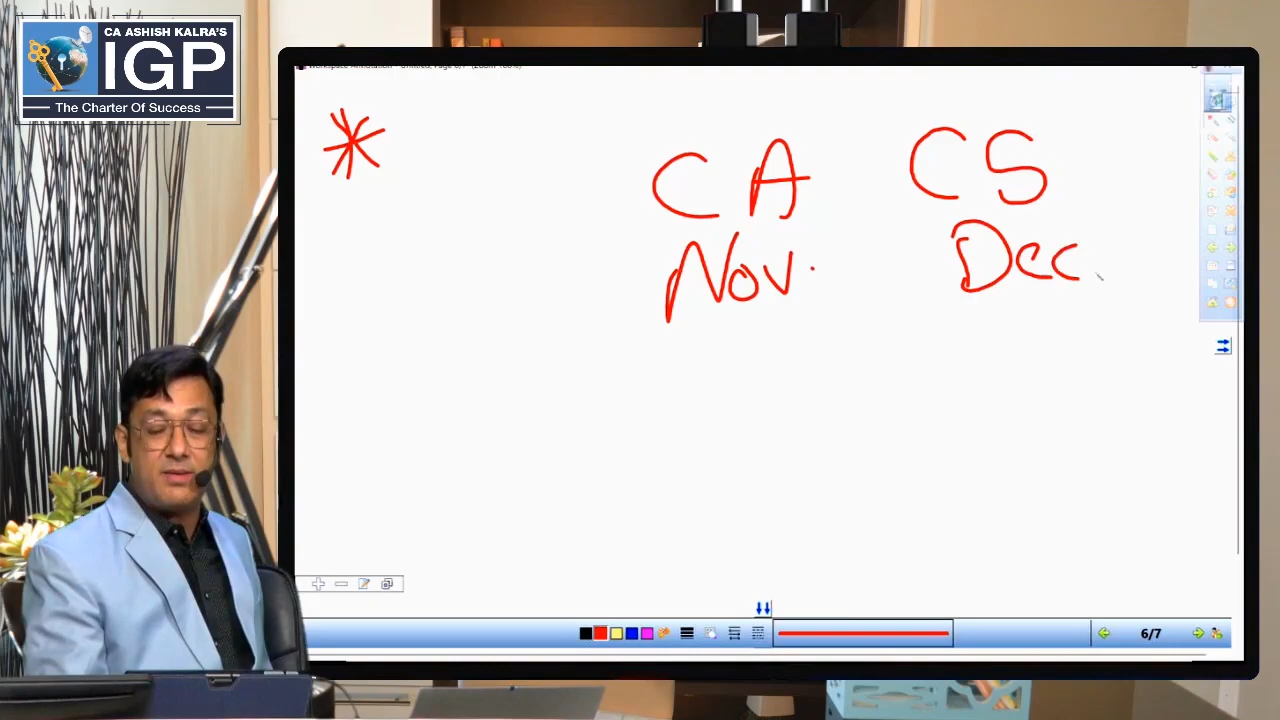 CA ASHISH KALRA'S
IGP
The Charter Of Success
CA CS
Nov. Dec
6/7